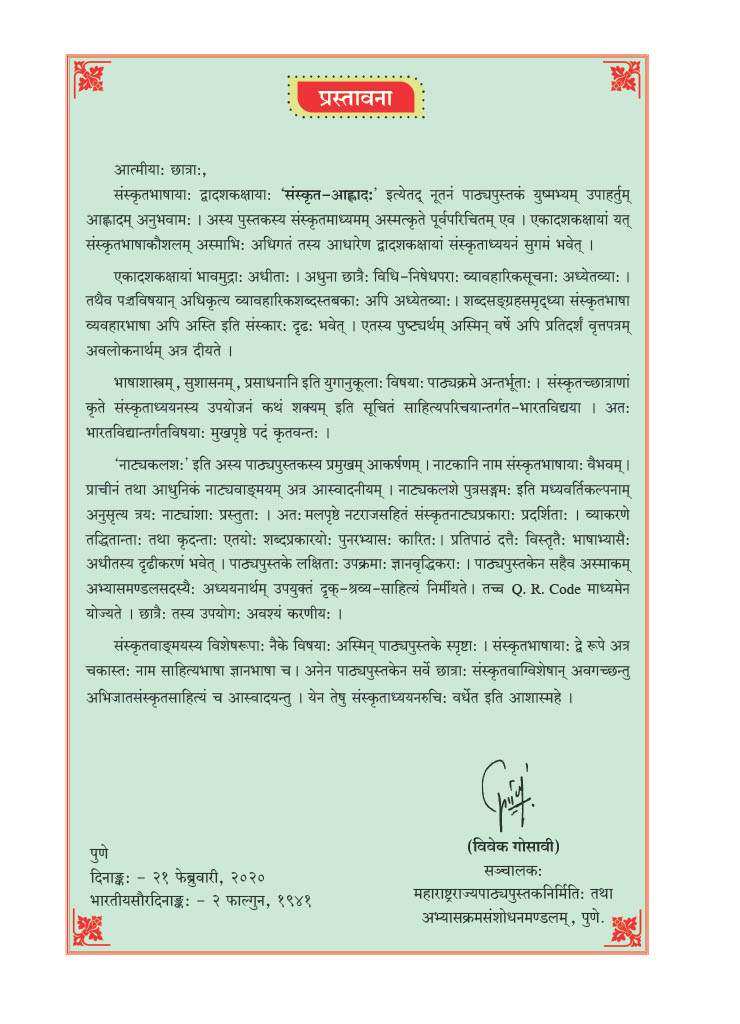 प्रस्तावना
आत्मीया: छात्रा:,
संस्कृतभाषाया: द्वादशकक्षाया: ‘संस्कृत-आह्लाद:’ इत्येतद् नूतनं पाठ्यपुस्तकं युष्मभ्यम् उपाहर्तुम्
आह्लादम् अनुभवाम: । अस्य पुस्तकस्य संस्कृतमाध्यमम् अस्मत्कृते पूर्वपरिचितम् एव । एकादशकक्षायां यत्
संस्कृतभाषाकौशलम् अस्माभि: अधिगतं तस्य आधारेण द्वादशकक्षायां संस्कृताध्ययनं सुगमं भवेत् ।
एकादशकक्षायां भावमुद्रा: अधीता: । अधुना छात्रै: विधि-निषेधपरा: व्यावहारिकसूचना: अध्येतव्या: ।
तथैव पञ्चविषयान् अधिकृत्य व्यावहारिकशब्दस्तबका: अपि अध्येतव्या: । शब्दसङ्ग्रहसमृद्ध्या संस्कृतभाषा
व्यवहारभाषा अपि अस्ति इति संस्कार: दृढ: भवेत् । एतस्य पुष्ट्यर्थम् अस्मिन् वर्षे अपि प्रतिदर्शं वृत्तपत्रम्
अवलोकनार्थम् अत्र दीयते ।
भाषाशास्त्रम् , सुशासनम् , प्रसाधनानि इति युगानुकूला: विषया: पाठ्यक्रमे अन्तर्भूता: । संस्कृतच्छात्राणां
कृते संस्कृताध्ययनस्य उपयोजनं कथं शक्यम् इति सूचितं साहित्यपरिचयान्तर्गत-भारतविद्यया । अत:
भारतविद्यान्तर्गतविषया: मुखपृष्ठे पदं कृतवन्त: ।
‘नाट्यकलश:’ इति अस्य पाठ्यपुस्तकस्य प्रमुखम् आकर्षणम् । नाटकानि नाम संस्कृतभाषाया: वैभवम् ।
प्राचीनं तथा आधुनिकं नाट्यवाङ्मयम् अत्र आस्वादनीयम् । नाट्यकलशे पुत्रसङ्गम: इति मध्यवर्तिकल्पनाम्
अनुसृत्य त्रय: नाट्यांशा: प्रस्तुता: । अत: मलपृष्ठे नटराजसहितं संस्कृतनाट्यप्रकारा: प्रदर्शिता: । व्याकरणे
तद्धितान्ता: तथा कृदन्ता: एतयो: शब्दप्रकारयो: पुनरभ्यास: कारित: । प्रतिपाठं दत्तै: विस्तृतै: भाषाभ्यासै:
अधीतस्य दृढीकरणं भवेत् । पाठ्यपुस्तके लक्षिता: उपक्रमा: ज्ञानवृद्धिकरा: । पाठ्यपुस्तकेन सहैव अस्माकम्
अभ्यासमण्डलसदस्यै: अध्ययनार्थम् उपयुक्तं दृक्-श्रव्य-साहित्यं निर्मीयते । तच्च Q. R. Code माध्यमेन
योज्यते । छात्रै: तस्य उपयोग: अवश्यं करणीय: ।
संस्कृतवाङ्मयस्य विशेषरूपा: नैके विषया: अस्मिन् पाठ्यपुस्तके स्पृष्टा: । संस्कृतभाषाया: द्वे रूपे अत्र
चकास्त: नाम साहित्यभाषा ज्ञानभाषा च । अनेन पाठ्यपुस्तकेन सर्वे छात्रा: संस्कृतवाग्विशेषान् अवगच्छन्तु
अभिजातसंस्कृतसाहित्यं च आस्वादयन्तु । येन तेषु संस्कृताध्ययनरुचि: वर्धेत इति आशास्महे ।
(विवेक गोसावी)
सञ्चालक:
महाराष्ट्रराज्यपाठ्यपुस्तकनिर्मिति: तथा
अभ्यासक्रमसंशोधनमण्डलम् , पुणे.
पुणे
दिनाङ्क: - २१ फेब्रुवारी, २०२०
भारतीयसौरदिनाङ्क: - २ फाल्गुन, १९४१